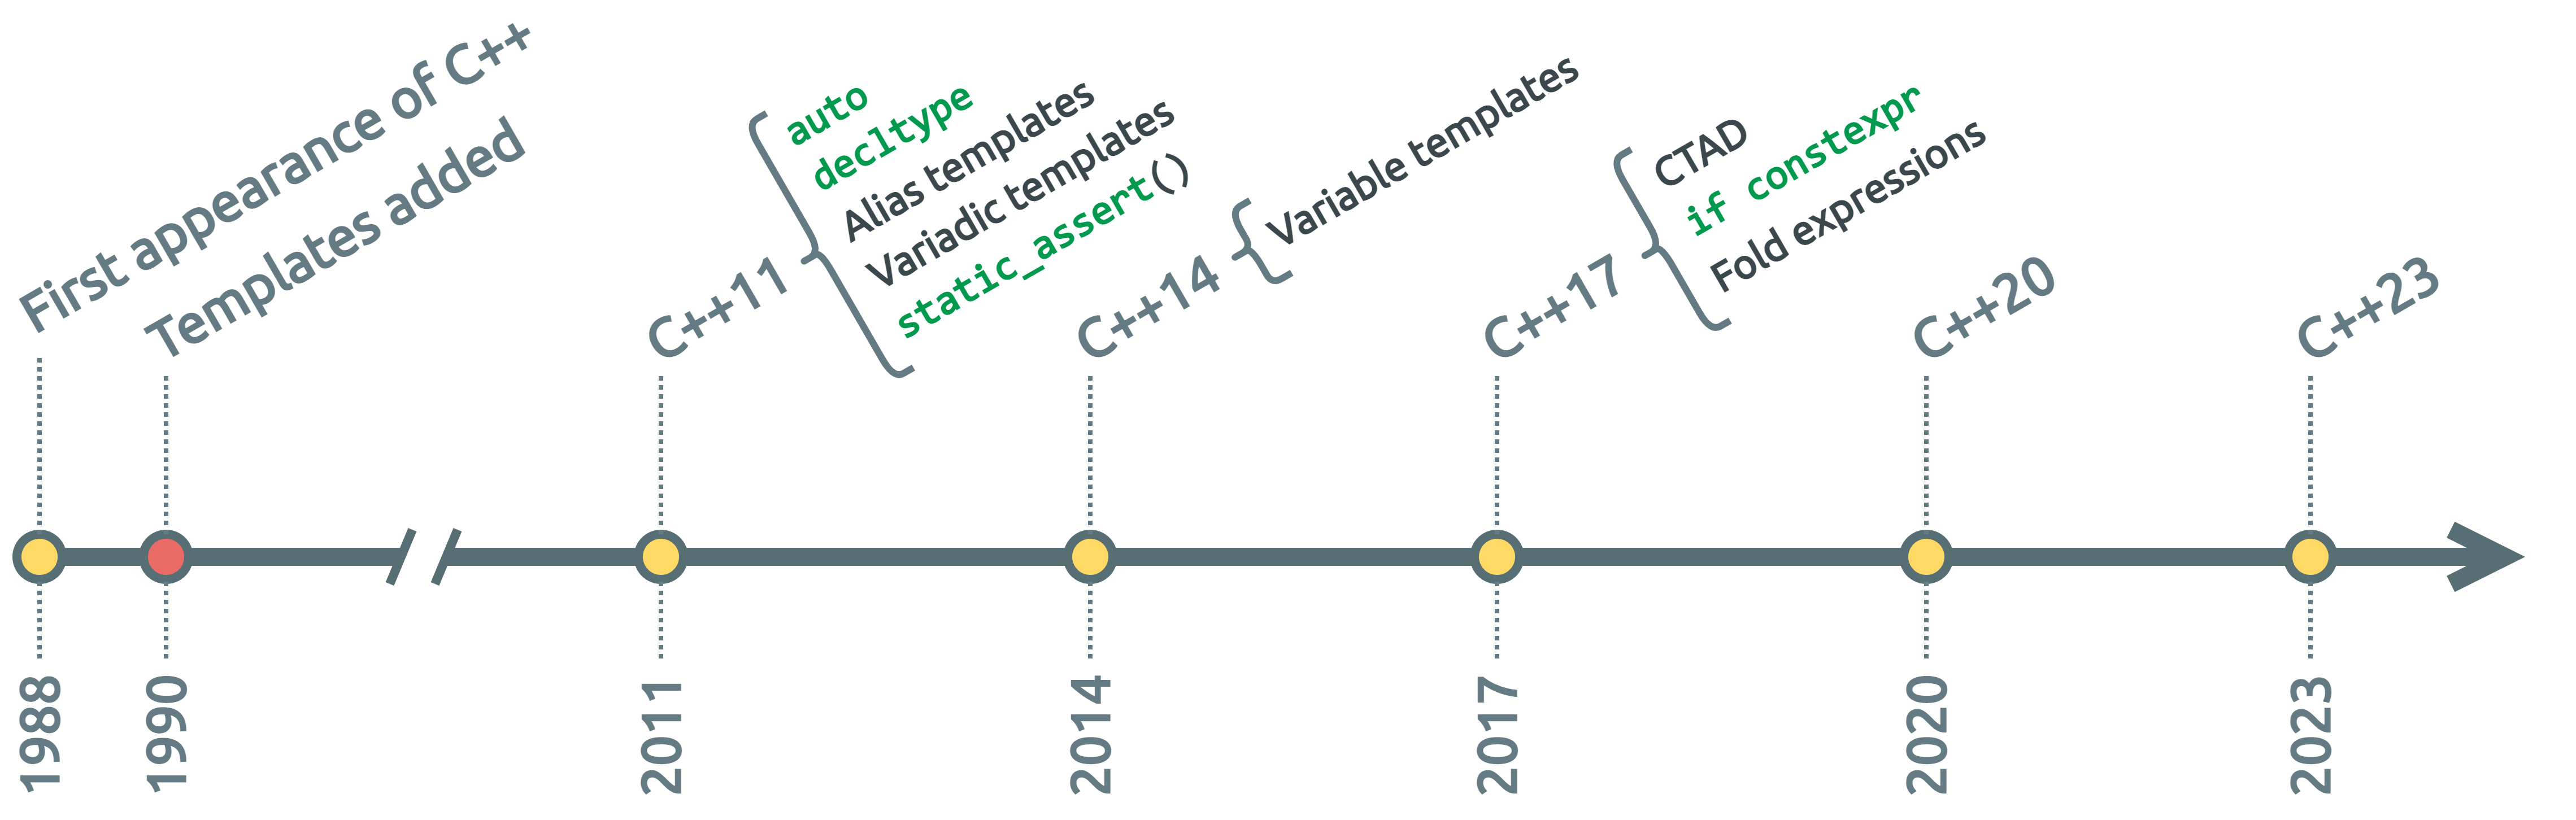 First appearance of C++
Templates added
C++11
auto
decltype
Alias templates
Variadic templates
static_assert()
C++14
Variable templates
C++17
CTAD
if constexpr
Fold expressions
C++20
C++23
1988
1990
2011
2014
2017
2020
2023